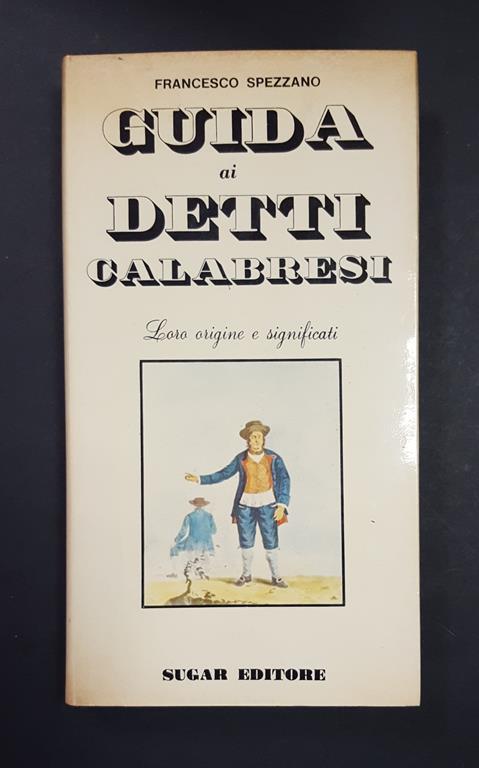 FRANCESCO SPEZZANO
GUIDA
ai
DETTI
CALABRESI
Loro origine e significati
SUGAR EDITORE